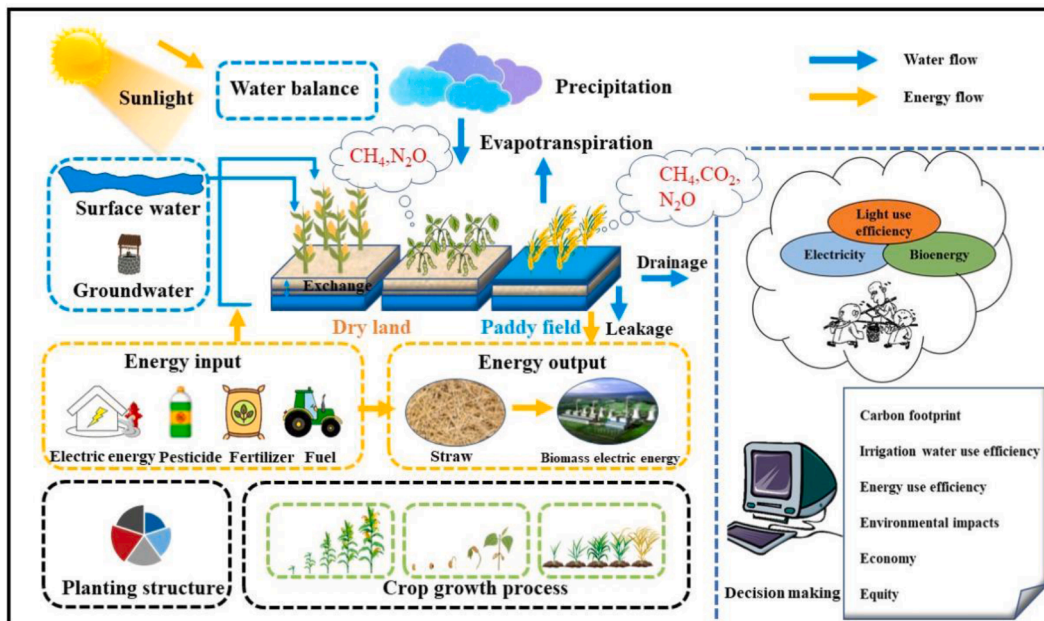 Sunlight
Water balance
Precipitation
Water flow
Energy flow
Evapotranspiration
CH₄,N₂O
CH₄,CO₂,
N₂O
Surface water
Groundwater
Exchange
Drainage
Leakage
Dry land
Paddy field
Light use
efficiency
Electricity
Bioenergy
Energy input
Electric energy
Pesticide
Fertilizer
Fuel
Energy output
Straw
Biomass electric energy
Planting structure
Crop growth process
Decision making
Carbon footprint
Irrigation water use efficiency
Energy use efficiency
Environmental impacts
Economy
Equity